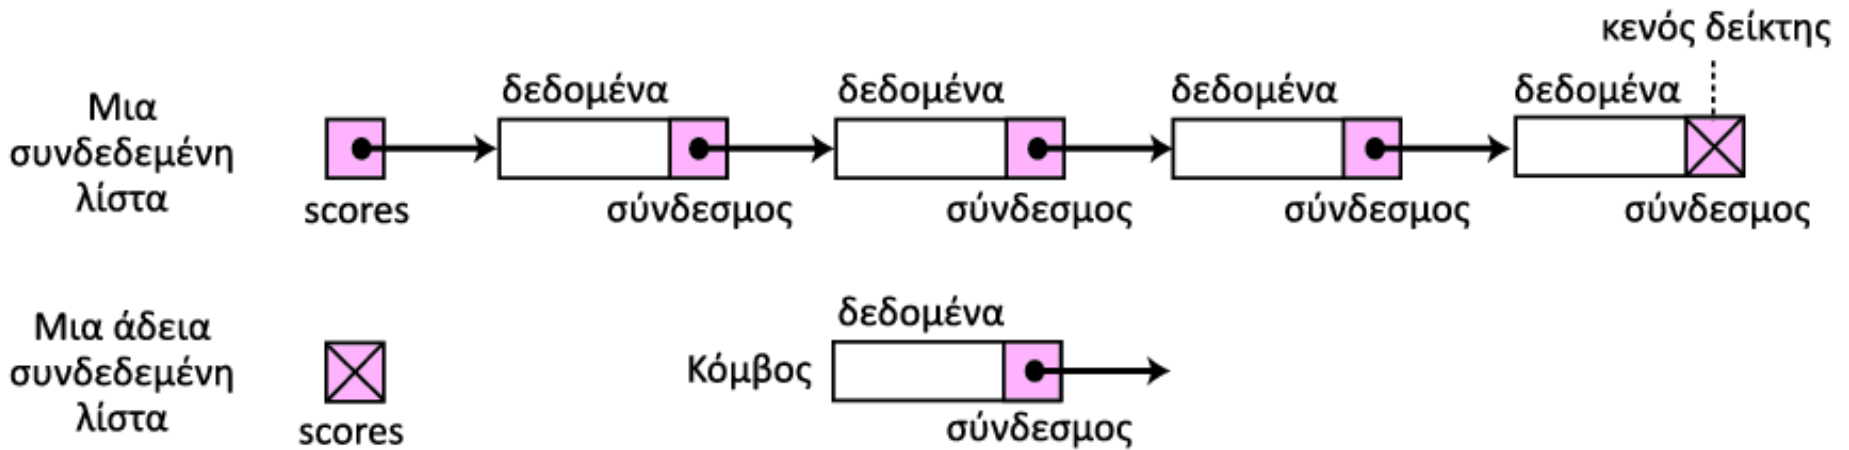 κενός δείκτης
δεδομένα δεδομένα δεδομένα δεδομένα
Μια
συνδεδεμένη
λίστα
scores σύνδεσμος σύνδεσμος σύνδεσμος σύνδεσμος
Μια άδεια
συνδεδεμένη
λίστα
scores
δεδομένα
Κόμβος
σύνδεσμος